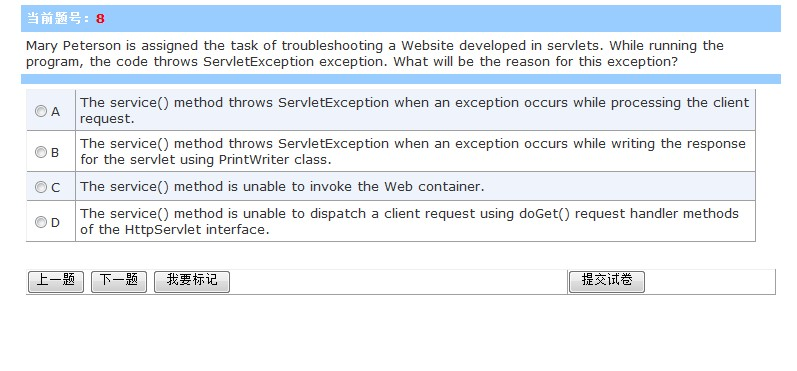 当前题号：8
Mary Peterson is assigned the task of troubleshooting a Website developed in servlets. While running the
program, the code throws ServletException exception. What will be the reason for this exception?
A The service() method throws ServletException when an exception occurs while processing the client
request.
B The service() method throws ServletException when an exception occurs while writing the response
for the servlet using PrintWriter class.
C The service() method is unable to invoke the Web container.
D The service() method is unable to dispatch a client request using doGet() request handler methods
of the HttpServlet interface.
上一题 下一题 我要标记 提交试卷